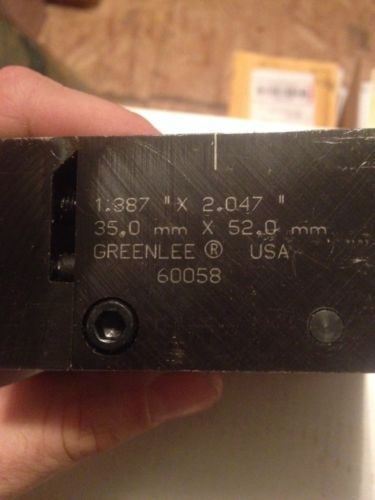 1.387 " X 2.047 "
35.0 mm X 52.0 mm
GREENLEE ® USA
60058